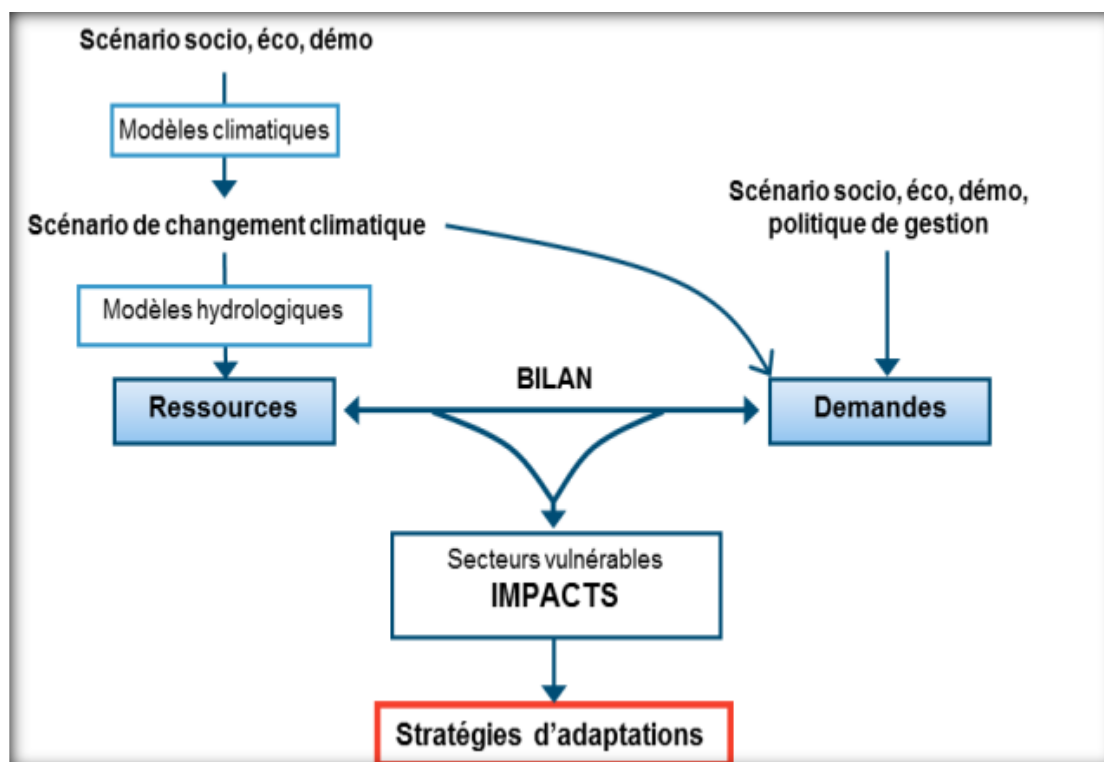 Scénario socio, éco, démo
Modèles climatiques
Scénario de changement climatique
Scénario socio, éco, démo,
politique de gestion
Modèles hydrologiques
Ressources
BILAN
Demandes
Secteurs vulnérables
IMPACTS
Stratégies d'adaptations